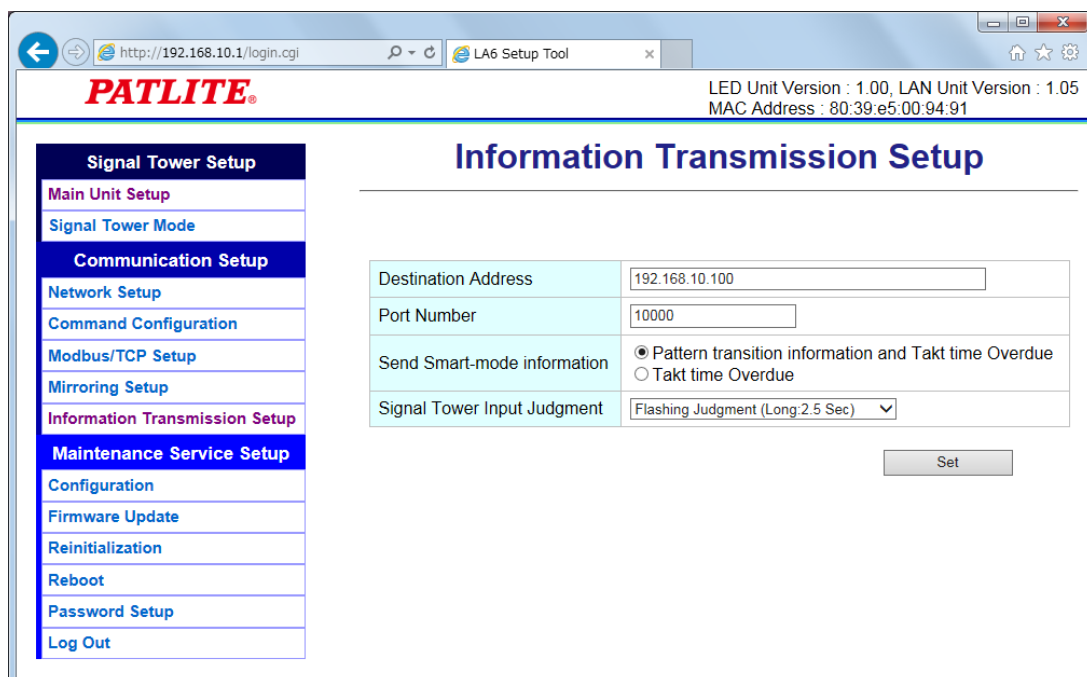 http://192.168.10.1/login.cgi
LA6 Setup Tool
PATLITE®
LED Unit Version : 1.00, LAN Unit Version : 1.05
MAC Address : 80:39:e5:00:94:91
Signal Tower Setup
Main Unit Setup
Signal Tower Mode
Communication Setup
Network Setup
Command Configuration
Modbus/TCP Setup
Mirroring Setup
Information Transmission Setup
Maintenance Service Setup
Configuration
Firmware Update
Reinitialization
Reboot
Password Setup
Log Out
Information Transmission Setup
Destination Address
192.168.10.100
Port Number
10000
Send Smart-mode information
Pattern transition information and Takt time Overdue
Takt time Overdue
Signal Tower Input Judgment
Flashing Judgment (Long:2.5 Sec)
Set